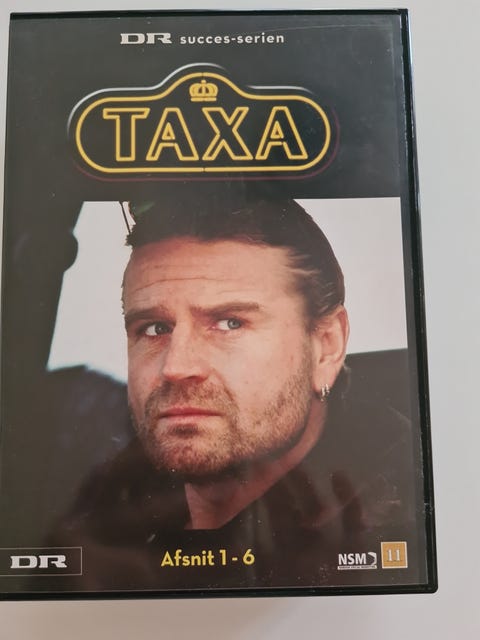 DR succes-serien
TAXA
DR
Afsnit 1 - 6
NSM
11